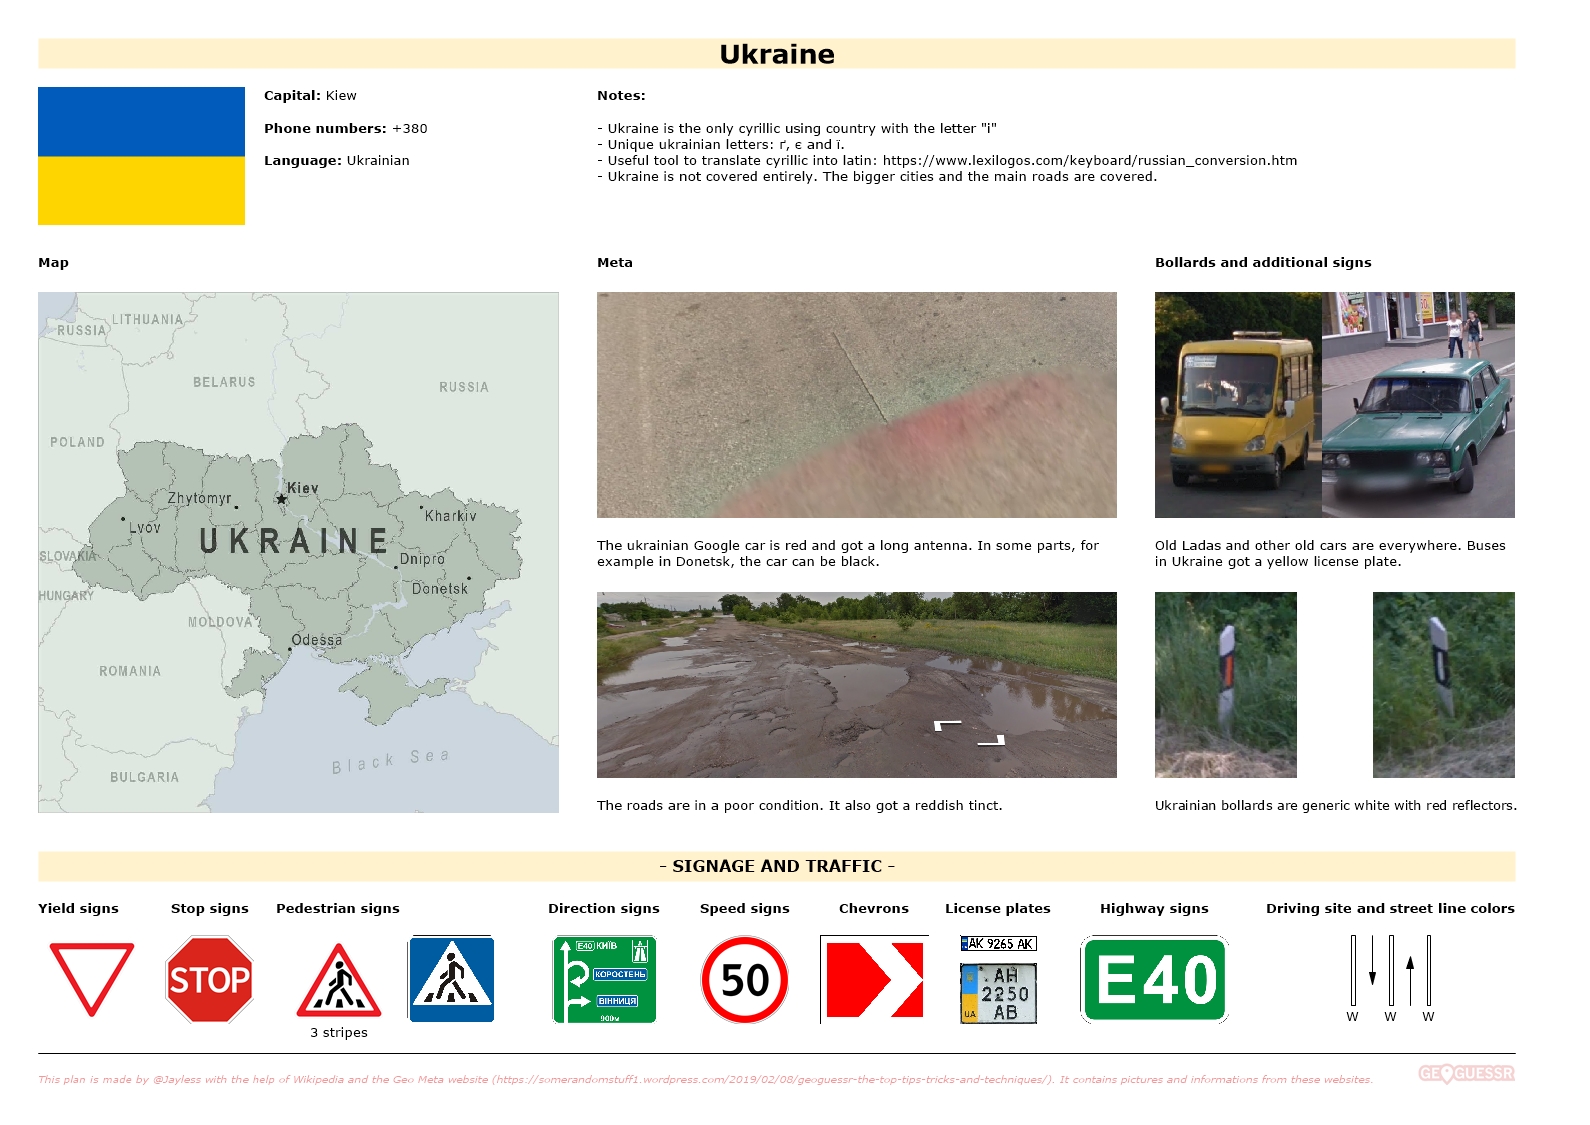 Ukraine
Capital: Kiew
Phone numbers: +380
Language: Ukrainian
Notes:
- Ukraine is the only cyrillic using country with the letter "i"
- Unique ukrainian letters: ґ, є and ї.
- Useful tool to translate cyrillic into latin: https://www.lexilogos.com/keyboard/russian_conversion.htm
- Ukraine is not covered entirely. The bigger cities and the main roads are covered.
Map
LITHUANIA
RUSSIA
BELARUS
RUSSIA
POLAND
Kiev
Zhytomyr
Lvov
Kharkiv
UKRAINE
SLOVAKIA
Dnipro
Donetsk
HUNGARY
MOLDOVA
Odessa
ROMANIA
Black Sea
BULGARIA
Meta
The ukrainian Google car is red and got a long antenna. In some parts, for
example in Donetsk, the car can be black.
The roads are in a poor condition. It also got a reddish tinct.
Bollards and additional signs
Old Ladas and other old cars are everywhere. Buses
in Ukraine got a yellow license plate.
Ukrainian bollards are generic white with red reflectors.
- SIGNAGE AND TRAFFIC -
Yield signs
Stop signs
STOP
Pedestrian signs
3 stripes
Direction signs
E40 КИЇВ
КОРОСТЕНЬ
ВІННИЦЯ
900м
Speed signs
50
Chevrons
License plates
AK 9265 AK
AH
2250
AB
UA
Highway signs
E40
Driving site and street line colors
W W W
This plan is made by @Jayless with the help of Wikipedia and the Geo Meta website (https://somerandomstuff1.wordpress.com/2019/02/08/geoguessr-the-top-tips-tricks-and-techniques/). It contains pictures and informations from these websites.
GEOGUESSR